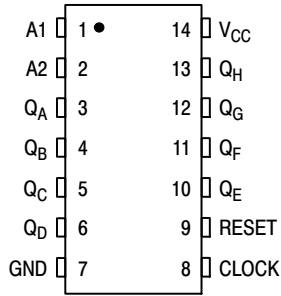 A1 1 14 VCC
A2 2 13 QH
QA 3 12 QG
QB 4 11 QF
QC 5 10 QE
QD 6 9 RESET
GND 7 8 CLOCK